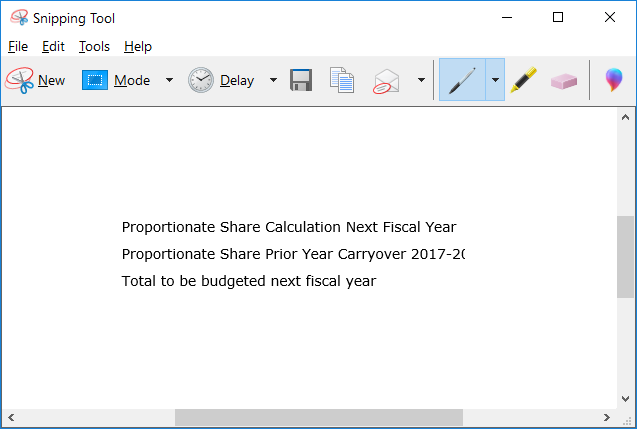 Snipping Tool
File Edit Tools Help
New Mode Delay
Proportionate Share Calculation Next Fiscal Year
Proportionate Share Prior Year Carryover 2017-20
Total to be budgeted next fiscal year